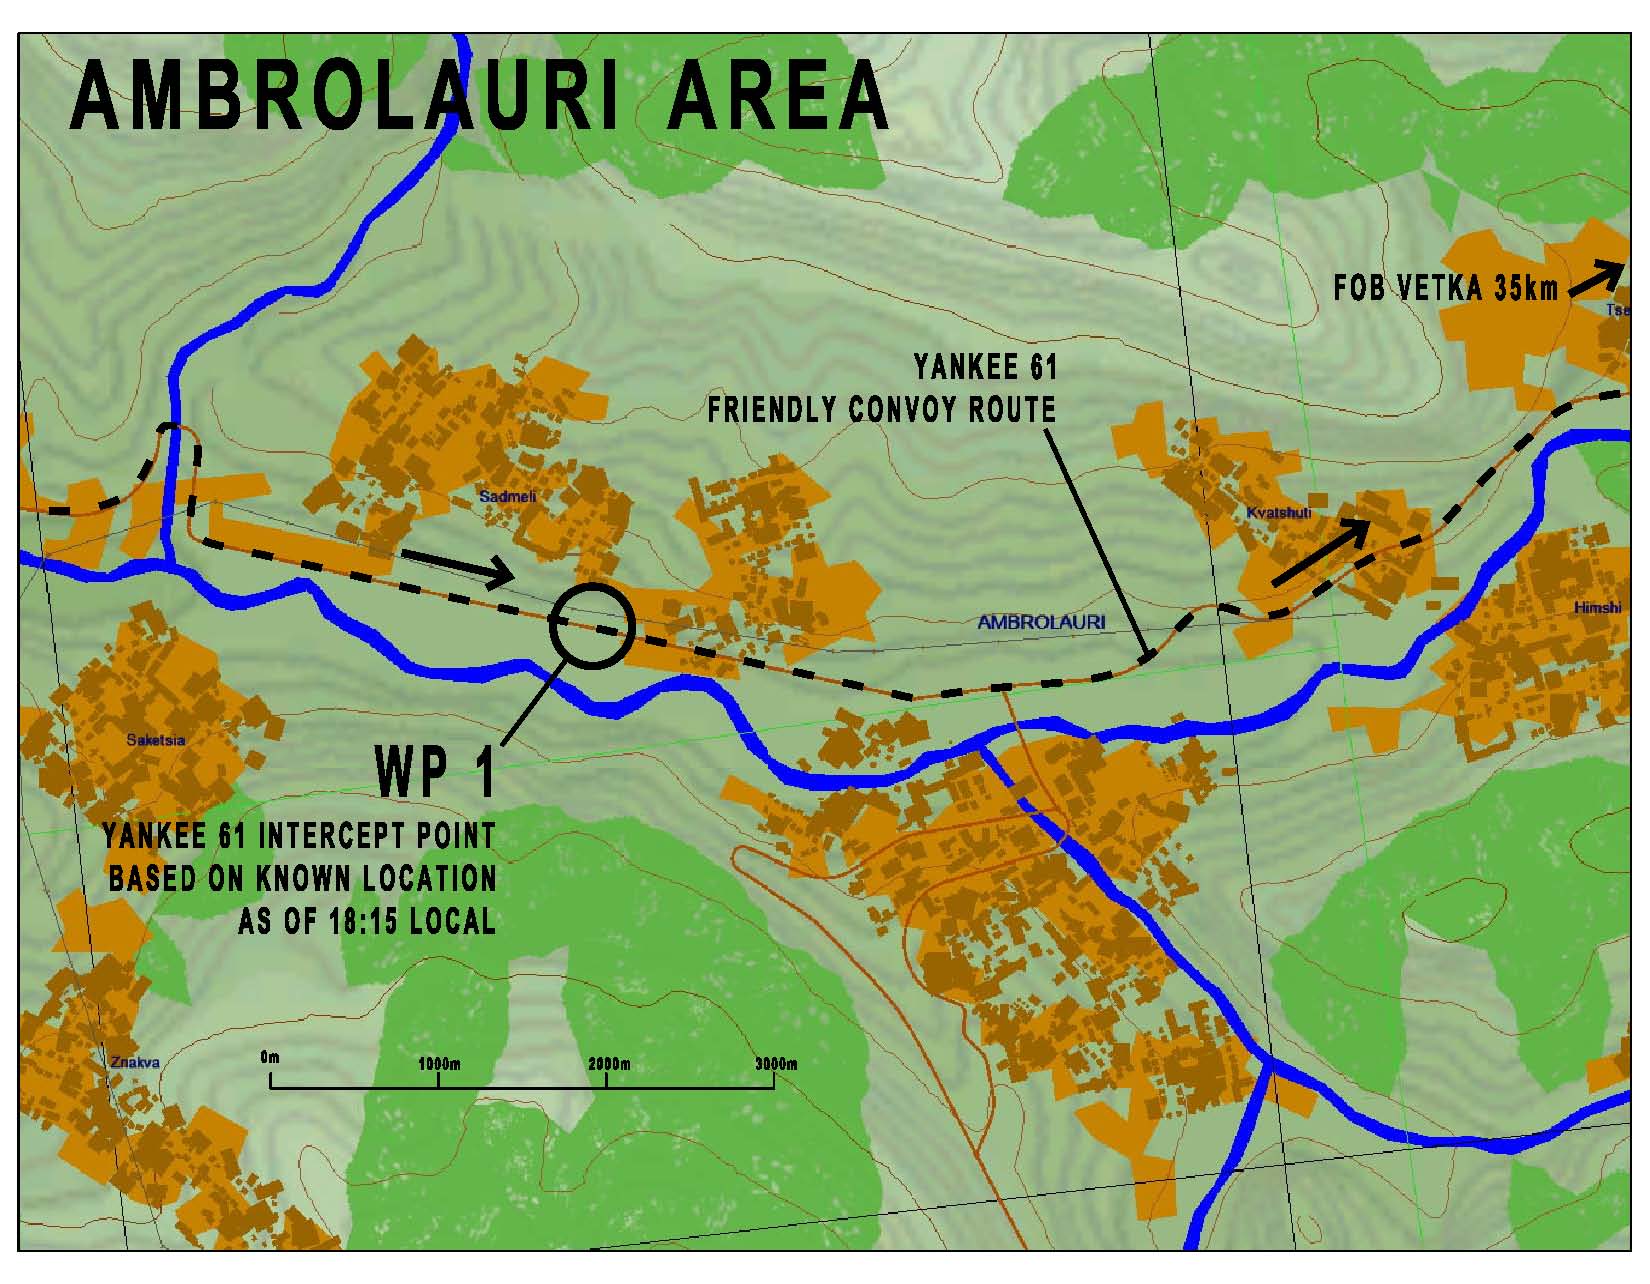 AMBROLAURI AREA
FOB VETKA 35km
Tse
YANKEE 61
FRIENDLY CONVOY ROUTE
Sadmeli
Kvatshuti
Himshi
AMBROLAURI
Saketsia
WP 1
YANKEE 61 INTERCEPT POINT
BASED ON KNOWN LOCATION
AS OF 18:15 LOCAL
Znakva
0m 1000m 2000m 3000m